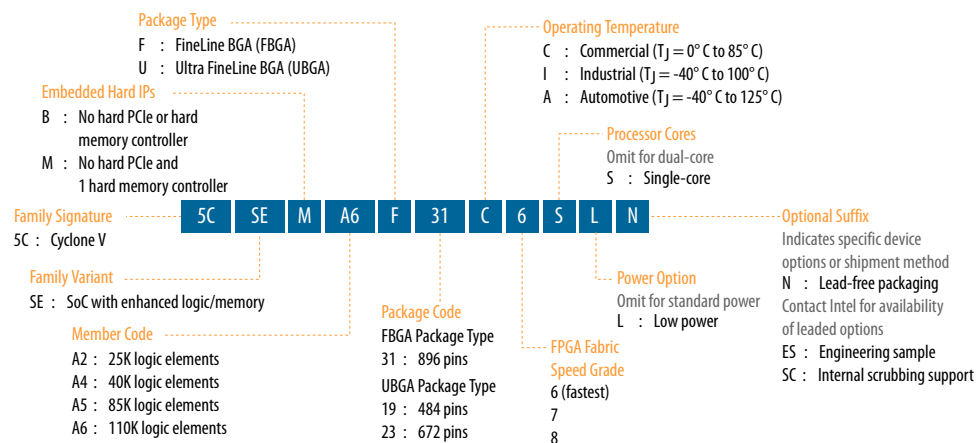 Package Type
F : FineLine BGA (FBGA)
U : Ultra FineLine BGA (UBGA)
Embedded Hard IPs
B : No hard PCIe or hard
memory controller
M : No hard PCIe and
1 hard memory controller
Operating Temperature
C : Commercial (TJ = 0° C to 85° C)
I : Industrial (TJ = -40° C to 100° C)
A : Automotive (TJ = -40° C to 125° C)
Processor Cores
Omit for dual-core
S : Single-core
5C SE M A6 F 31 C 6 S L N
Family Signature
5C : Cyclone V
Family Variant
SE : SoC with enhanced logic/memory
Member Code
A2 : 25K logic elements
A4 : 40K logic elements
A5 : 85K logic elements
A6 : 110K logic elements
Package Code
FBGA Package Type
31 : 896 pins
UBGA Package Type
19 : 484 pins
23 : 672 pins
FPGA Fabric
Speed Grade
6 (fastest)
7
8
Power Option
Omit for standard power
L : Low power
Optional Suffix
Indicates specific device
options or shipment method
N : Lead-free packaging
Contact Intel for availability
of leaded options
ES : Engineering sample
SC : Internal scrubbing support